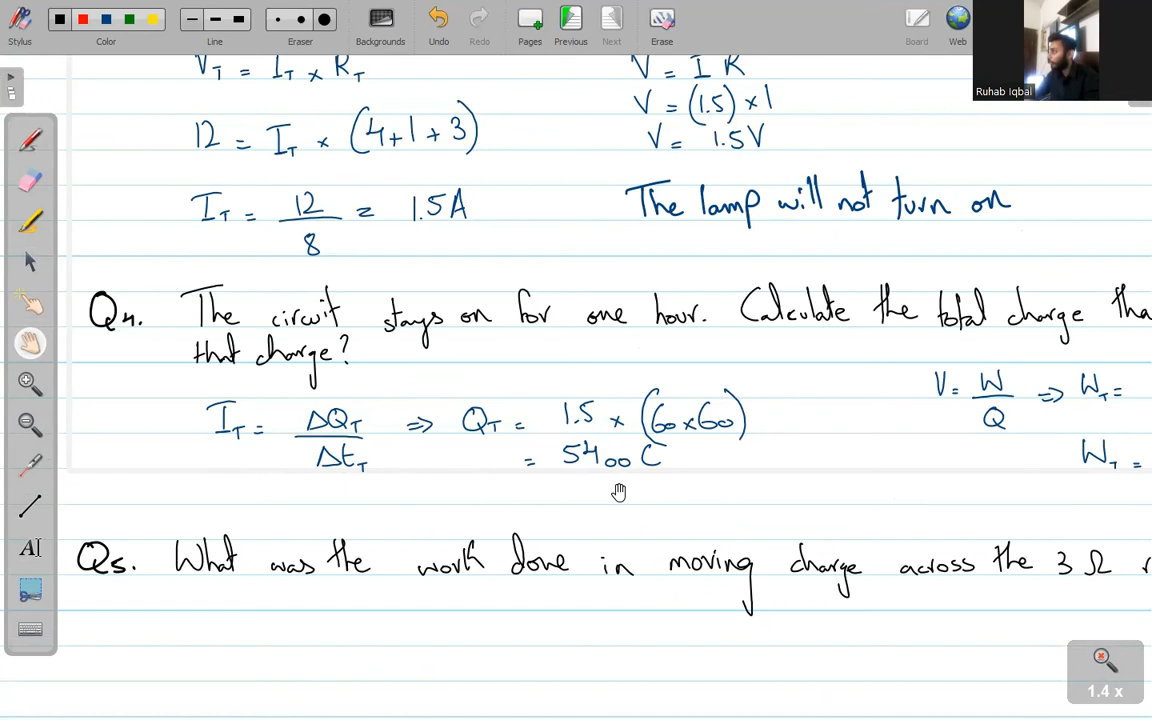 Stylus Color Line Eraser Backgrounds Undo Redo Pages Previous Next Erase Board Web
Ruhab Iqbal
V_T = I_T × R_T
12 = I_T × (4+1+3)
I_T = 12/8 = 1.5A
V = I R
V = (1.5) × 1
V = 1.5V
The lamp will not turn on
Q4. The circuit stays on for one hour. Calculate the total charge tha
that charge?
I_T = ΔQ_T/Δt_T ⇒ Q_T = 1.5 × (60×60)
= 5400 C
V = W/Q ⇒ W_T =
W_T =
Q5. What was the work done in moving charge across the 3 Ω
1.4 x